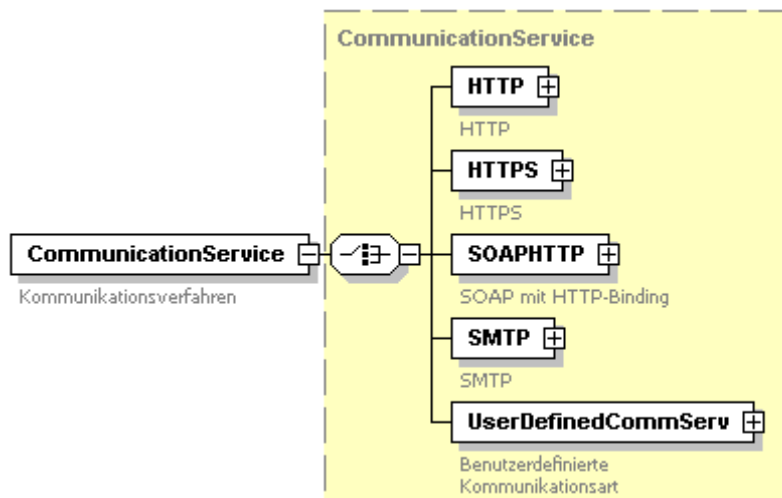 CommunicationService
HTTP
HTTP
HTTPS
HTTPS
CommunicationService
Kommunikationsverfahren
SOAPHTTP
SOAP mit HTTP-Binding
SMTP
SMTP
UserDefinedCommServ
Benutzerdefinierte
Kommunikationsart